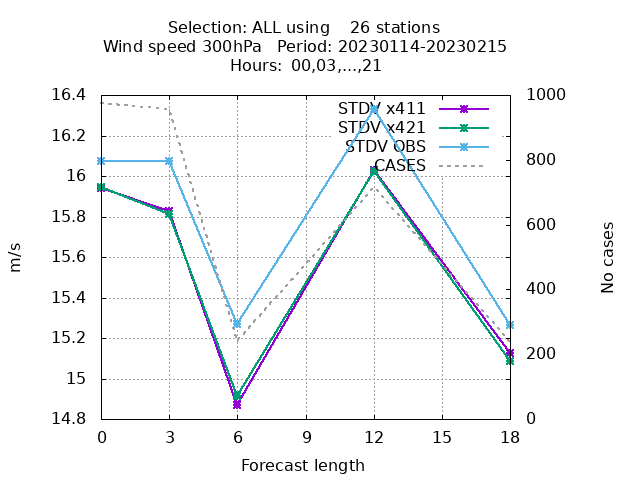 Selection: ALL using    26 stations
Wind speed 300hPa   Period: 20230114-20230215
Hours:  00,03,...,21
STDV x411
STDV x421
STDV OBS
CASES
16.4
16.2
16
15.8
15.6
15.4
15.2
15
14.8
m/s
1000
800
600
400
200
0
No cases
0 3 6 9 12 15 18
Forecast length